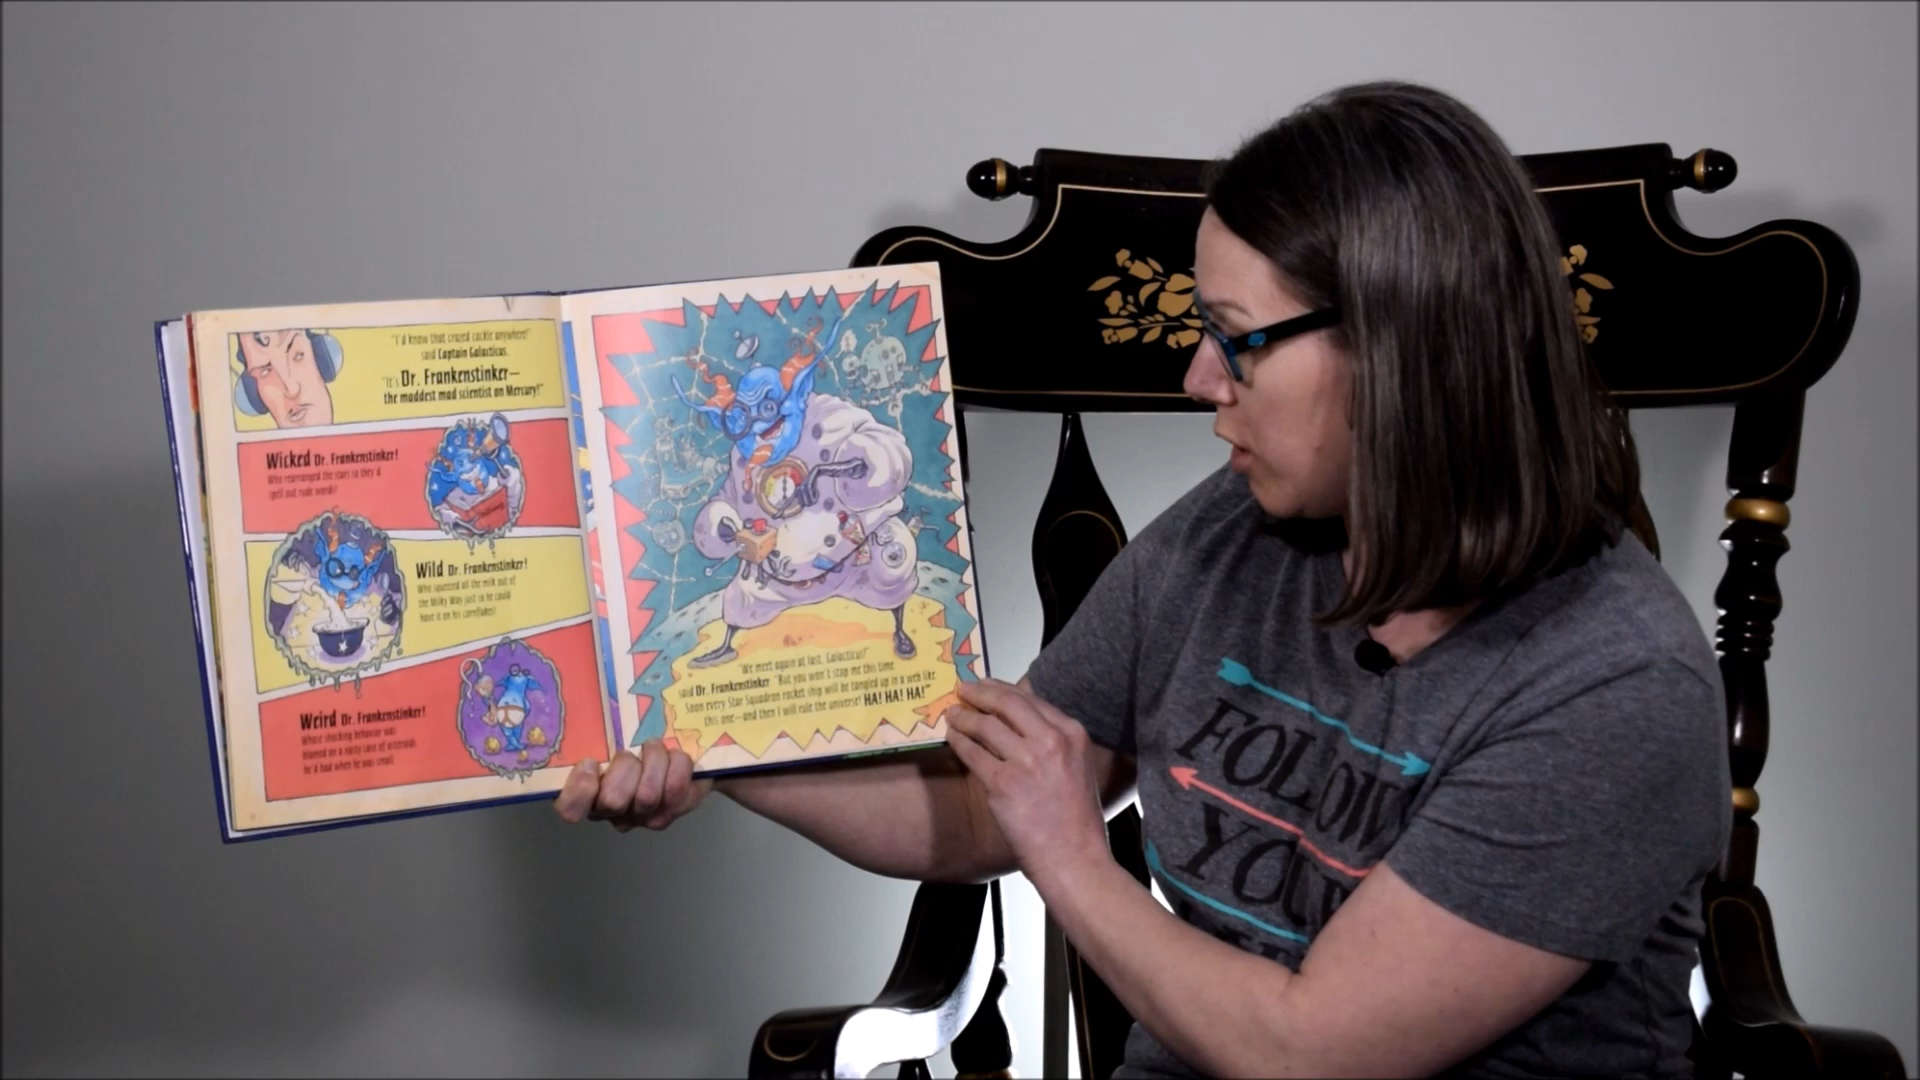 "I'd know that crazed cackle anywhere!"
said Captain Galacticus.
"It's Dr. Frankenstinker—
the maddest mad scientist on Mercury!"
Wicked Dr. Frankenstinker!
Who rearranged the stars so they'd
spell out rude words!
Wild Dr. Frankenstinker!
Who squeezed all the milk out of
the Milky Way just so he could
have it on his cornflakes!
Weird Dr. Frankenstinker!
Whose shocking behavior was
blamed on a nasty case of asteroids
he'd had when he was small.
"We meet again at last, Galacticus!"
said Dr. Frankenstinker. "But you won't stop me this time.
Soon every Star Squadron rocket ship will be tangled up in a web like
this one—and then I will rule the universe! HA! HA! HA!"
FOLLOW